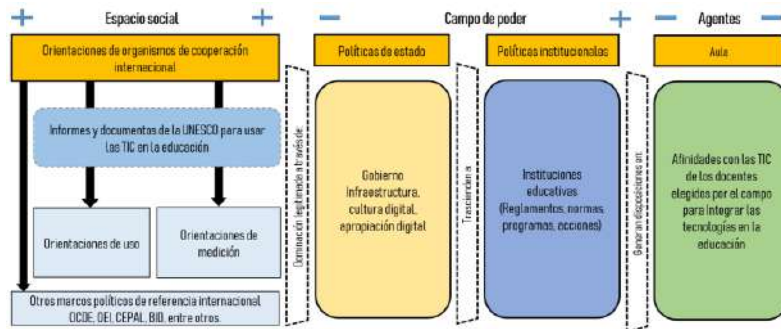 + Espacio social +
Orientaciones de organismos de cooperación
internacional
Informes y documentos de la UNESCO para usar
las TIC en la educación
Orientaciones de uso
Orientaciones de
medición
Otros marcos políticos de referencia internacional
OCDE, OEI, CEPAL, BID, entre otros.
Dominación legitimada a través de:
− Campo de poder +
Políticas de estado
Gobierno
Infraestructura,
cultura digital,
apropiación digital
Trascienden a:
Políticas institucionales
Instituciones
educativas
(Reglamentos, normas,
programas, acciones)
Generan disposiciones en:
− Agentes −
Aula
Afinidades con las TIC
de los docentes
elegidos por el campo
para integrar las
tecnologías en la
educación